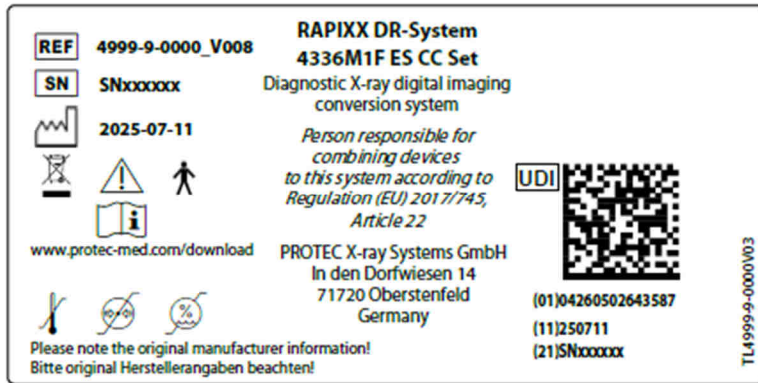 REF 4999-9-0000_V008
SN SNxxxxxx
2025-07-11
www.protec-med.com/download
Please note the original manufacturer information!
Bitte original Herstellerangaben beachten!
RAPIXX DR-System
4336M1F ES CC Set
Diagnostic X-ray digital imaging
conversion system
Person responsible for
combining devices
to this system according to
Regulation (EU) 2017/745,
Article 22
PROTEC X-ray Systems GmbH
In den Dorfwiesen 14
71720 Oberstenfeld
Germany
UDI
(01)04260502643587
(11)250711
(21)SNxxxxxx
TL4999-9-0000V03